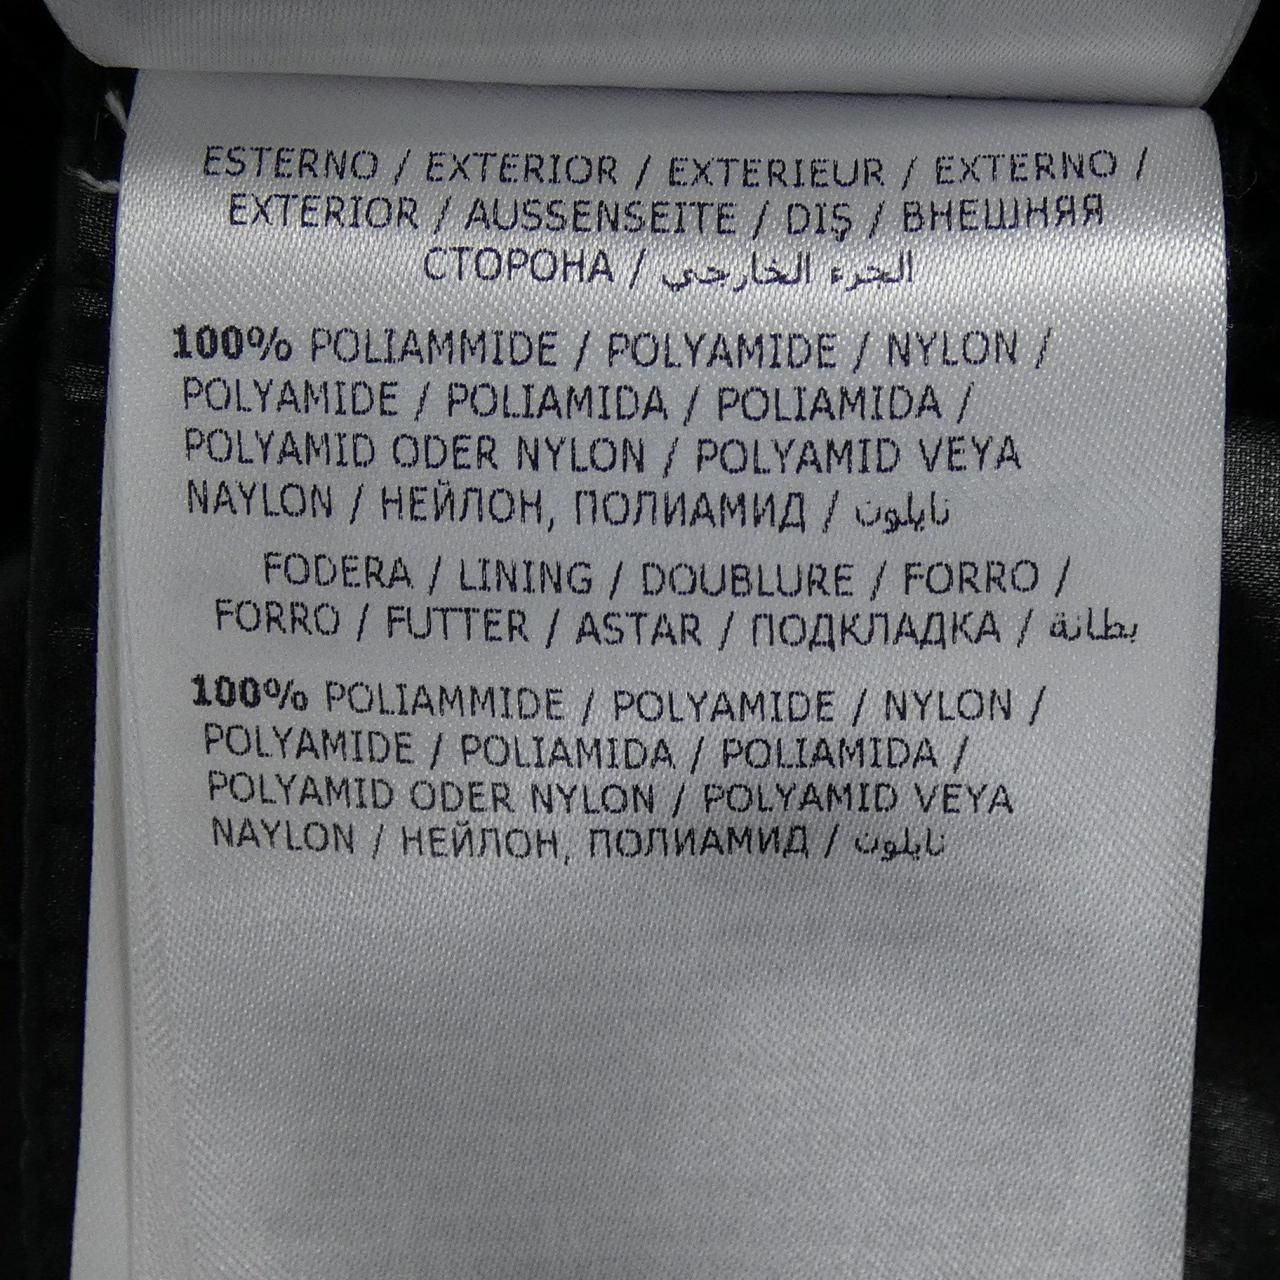 ESTERNO / EXTERIOR / EXTERIEUR / EXTERNO /
EXTERIOR / AUSSENSEITE / DIŞ / ВНЕШНЯЯ
СТОРОНА / الجزء الخارجي
100% POLIAMMIDE / POLYAMIDE / NYLON /
POLYAMIDE / POLIAMIDA / POLIAMIDA /
POLYAMID ODER NYLON / POLYAMID VEYA
NAYLON / НЕЙЛОН, ПОЛИАМИД / نايلون
FODERA / LINING / DOUBLURE / FORRO /
FORRO / FUTTER / ASTAR / ПОДКЛАДКА / بطانة
100% POLIAMMIDE / POLYAMIDE / NYLON /
POLYAMIDE / POLIAMIDA / POLIAMIDA /
POLYAMID ODER NYLON / POLYAMID VEYA
NAYLON / НЕЙЛОН, ПОЛИАМИД / نايلون